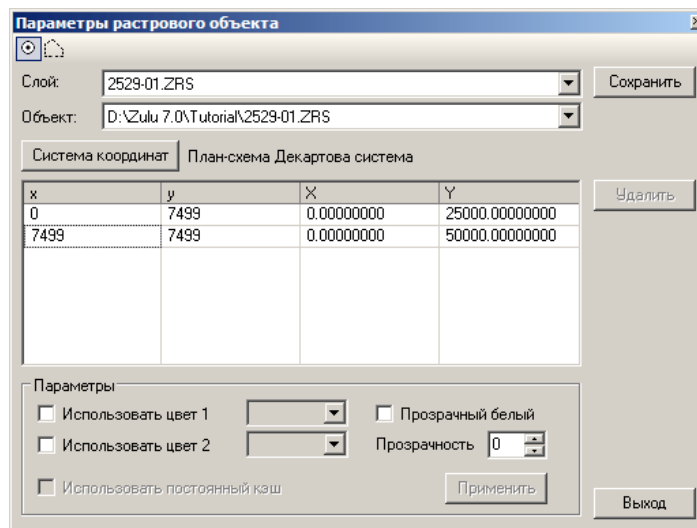 Параметры растрового объекта
Слой: 2529-01.ZRS Сохранить
Объект: D:\Zulu 7.0\Tutorial\2529-01.ZRS
Система координат План-схема Декартова система
x y X Y Удалить
0 7499 0.00000000 25000.00000000
7499 7499 0.00000000 50000.00000000
Параметры
Использовать цвет 1 Прозрачный белый
Использовать цвет 2 Прозрачность 0
Использовать постоянный кэш Применить
Выход